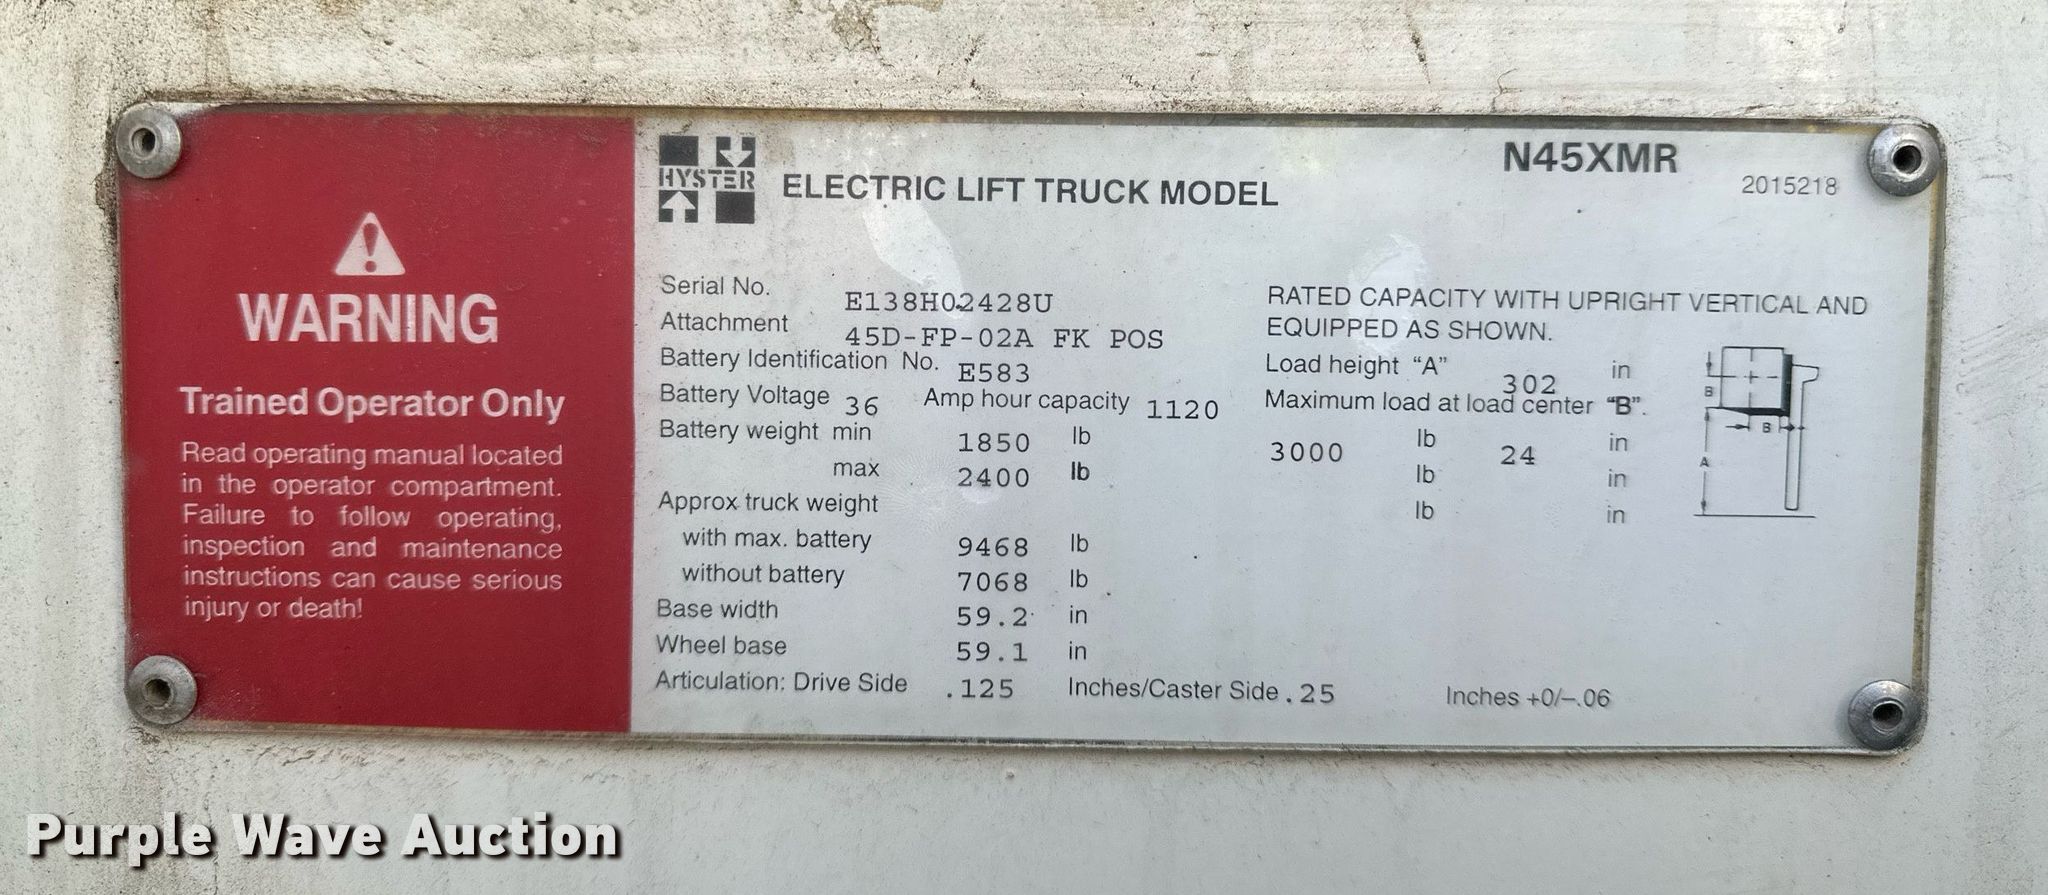 WARNING
Trained Operator Only
Read operating manual located
in the operator compartment.
Failure to follow operating,
inspection and maintenance
instructions can cause serious
injury or death!
HYSTER
ELECTRIC LIFT TRUCK MODEL N45XMR
2015218
Serial No. E138H02428U
Attachment 45D-FP-02A FK POS
Battery Identification No. E583
Battery Voltage 36 Amp hour capacity 1120
Battery weight min 1850 lb
max 2400 lb
Approx truck weight
with max. battery 9468 lb
without battery 7068 lb
Base width 59.2 in
Wheel base 59.1 in
Articulation: Drive Side .125 Inches/Caster Side .25 Inches +0/–.06
RATED CAPACITY WITH UPRIGHT VERTICAL AND
EQUIPPED AS SHOWN.
Load height “A” 302 in
Maximum load at load center “B”.
3000 lb 24 in
lb in
lb in
B
B
A
Purple Wave Auction